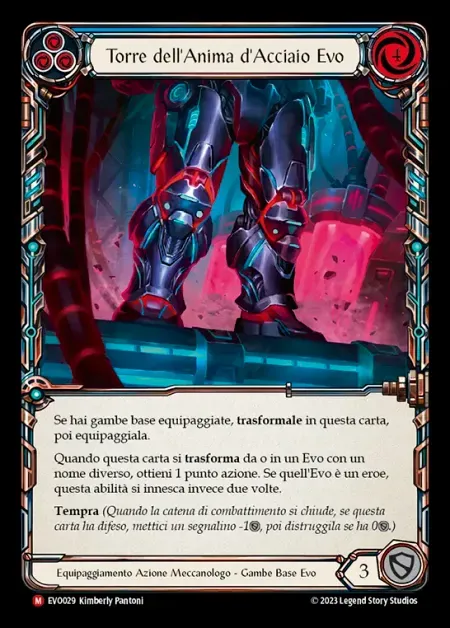 Torre dell'Anima d'Acciaio Evo
4
Se hai gambe base equipaggiate, trasformale in questa carta,
poi equipaggiala.
Quando questa carta si trasforma da o in un Evo con un
nome diverso, ottieni 1 punto azione. Se quell'Evo è un eroe,
questa abilità si innesca invece due volte.
Tempra (Quando la catena di combattimento si chiude, se questa
carta ha difeso, mettici un segnalino -1, poi distruggila se ha 0.)
Equipaggiamento Azione Meccanologo - Gambe Base Evo
3
M EVO029 Kimberly Pantoni
© 2023 Legend Story Studios